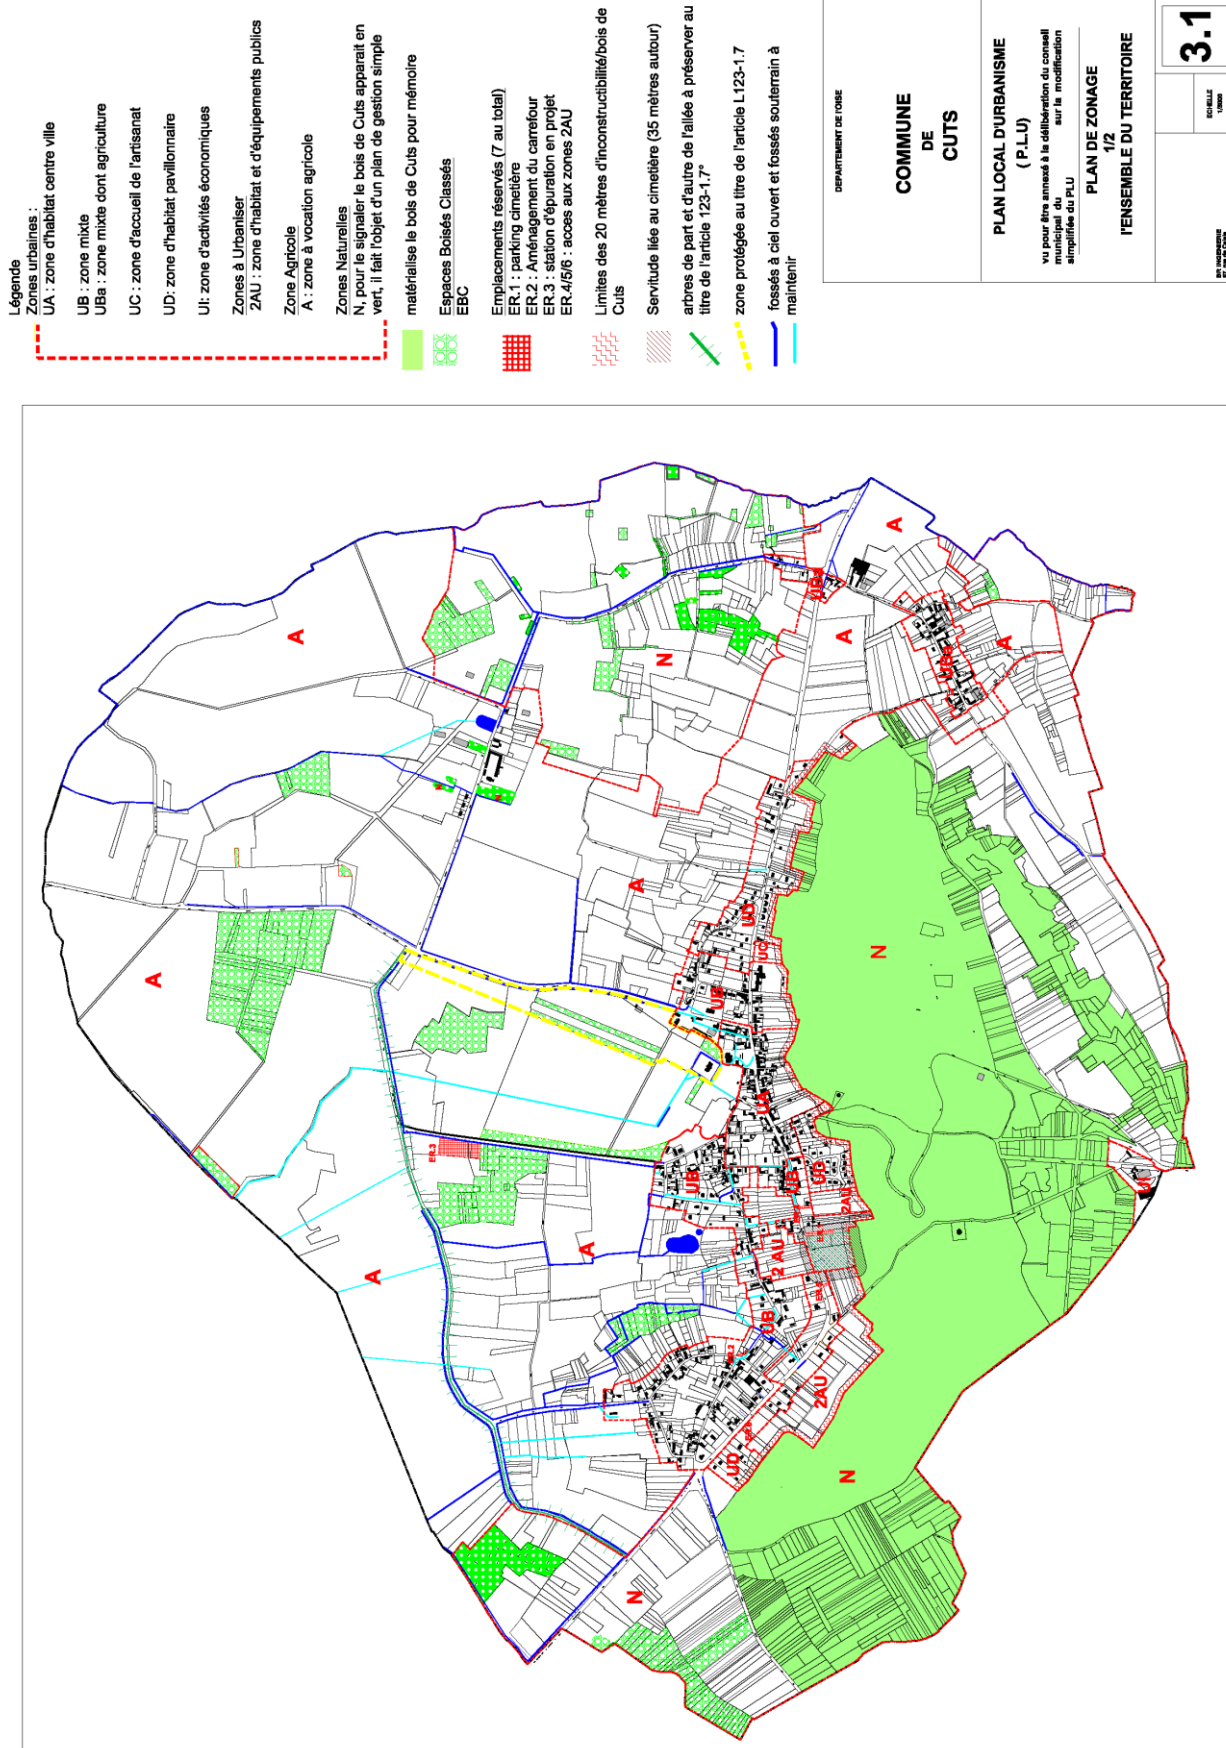 Légende
Zones urbaines :
UA : zone d'habitat centre ville
UB : zone mixte
UBa : zone mixte dont agriculture
UC : zone d'accueil de l'artisanat
UD: zone d'habitat pavillonnaire
UI: zone d'activités économiques
Zones à Urbaniser
2AU : zone d'habitat et d'équipements publics
Zone Agricole
A : zone à vocation agricole
Zones Naturelles
N, pour le signaler le bois de Cuts apparait en
vert, il fait l'objet d'un plan de gestion simple
matérialise le bois de Cuts pour mémoire
Espaces Boisés Classés
EBC
Emplacements réservés (7 au total)
ER.1 : parking cimetière
ER.2 : Aménagement du carrefour
ER.3 : station d'épuration en projet
ER.4/5/6 : acces aux zones 2AU
Limites des 20 mètres d'inconstructibilité/bois de
Cuts
Servitude liée au cimetière (35 mètres autour)
arbres de part et d'autre de l'allée à préserver au
titre de l'article 123-1.7°
zone protégée au titre de l'article L123-1.7
fossés à ciel ouvert et fossés souterrain à
maintenir
DEPARTEMENT DE l'OISE
COMMUNE
DE
CUTS
PLAN LOCAL D'URBANISME
( P.L.U)
vu pour être annexé à la délibération du conseil
municipal du sur la modification
simplifiée du PLU
PLAN DE ZONAGE
1/2
l'ENSEMBLE DU TERRITOIRE
3.1
ECHELLE
A
A
A
A
A
A
A
A
A
N
N
N
N
UBa
UBa
UD
UC
UB
UA
UB
UB
UD
2AU
2 AU
UB
2AU
UD
UI
ER.3
ER.2